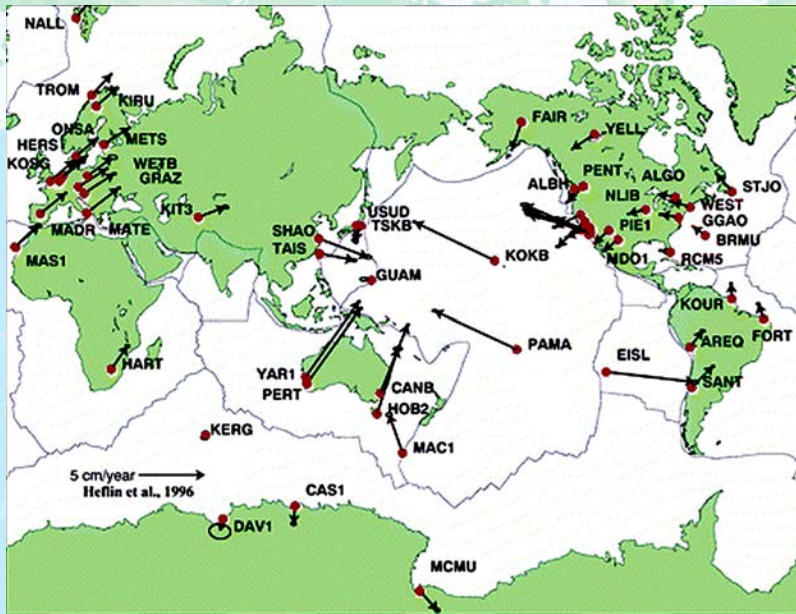 NALL
TROM
KIRU
ONSA
HERS
METS
KOSG
WETB
GRAZ
KIT3
MADR
MATE
MAS1
HART
SHAO
TAIS
USUD
TSKB
GUAM
YAR1
PERT
CANB
HOB2
MAC1
KERG
5 cm/year
Heflin et al., 1996
CAS1
DAV1
MCMU
FAIR
YELL
PENT
ALGO
ALBH
NLIB
STJO
WEST
GGAO
PIE1
BRMU
MDO1
RCM5
KOKB
KOUR
FORT
AREQ
PAMA
EISL
SANT